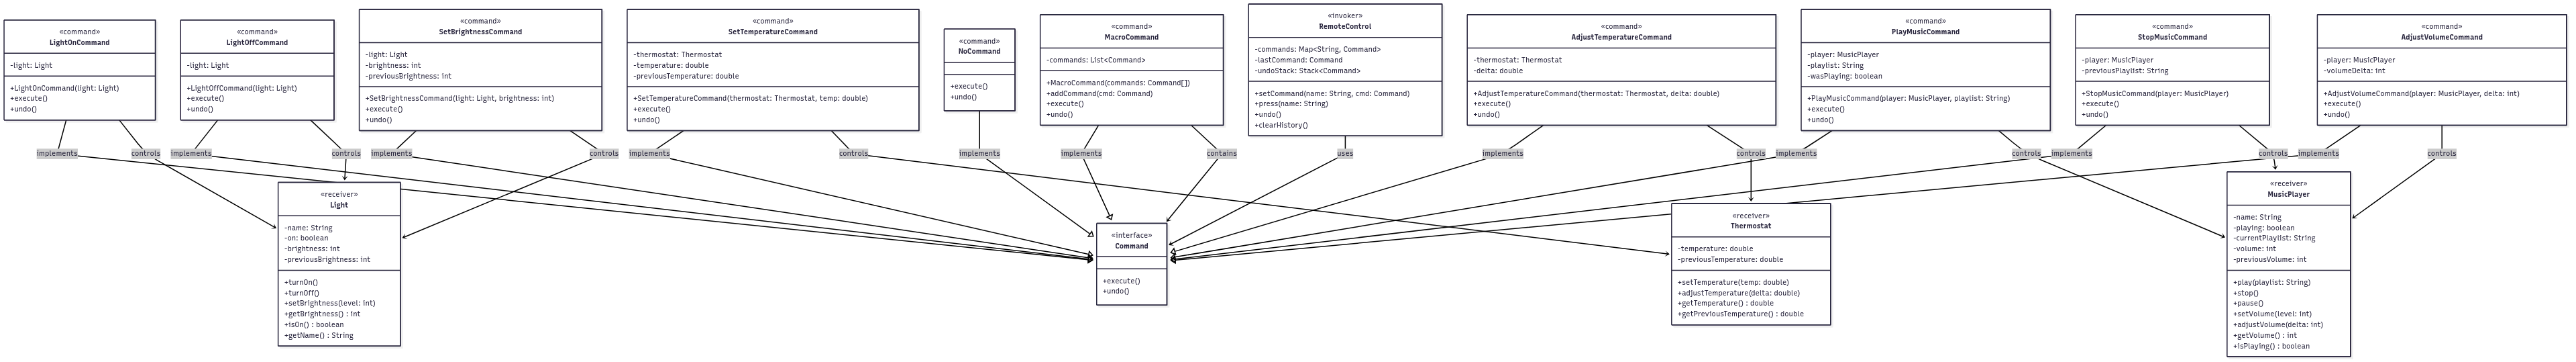 «command»
LightOnCommand
-light: Light
+LightOnCommand(light: Light)
+execute()
+undo()
«command»
LightOffCommand
-light: Light
+LightOffCommand(light: Light)
+execute()
+undo()
«command»
SetBrightnessCommand
-light: Light
-brightness: int
-previousBrightness: int
+SetBrightnessCommand(light: Light, brightness: int)
+execute()
+undo()
«command»
SetTemperatureCommand
-thermostat: Thermostat
-temperature: double
-previousTemperature: double
+SetTemperatureCommand(thermostat: Thermostat, temp: double)
+execute()
+undo()
«command»
NoCommand
+execute()
+undo()
«command»
MacroCommand
-commands: List<Command>
+MacroCommand(commands: Command[])
+addCommand(cmd: Command)
+execute()
+undo()
«invoker»
RemoteControl
-commands: Map<String, Command>
-lastCommand: Command
-undoStack: Stack<Command>
+setCommand(name: String, cmd: Command)
+press(name: String)
+undo()
+clearHistory()
«command»
AdjustTemperatureCommand
-thermostat: Thermostat
-delta: double
+AdjustTemperatureCommand(thermostat: Thermostat, delta: double)
+execute()
+undo()
«command»
PlayMusicCommand
-player: MusicPlayer
-playlist: String
-wasPlaying: boolean
+PlayMusicCommand(player: MusicPlayer, playlist: String)
+execute()
+undo()
«command»
StopMusicCommand
-player: MusicPlayer
-previousPlaylist: String
+StopMusicCommand(player: MusicPlayer)
+execute()
+undo()
«command»
AdjustVolumeCommand
-player: MusicPlayer
-volumeDelta: int
+AdjustVolumeCommand(player: MusicPlayer, delta: int)
+execute()
+undo()
implements
controls
implements
controls
implements
controls
implements
controls
implements
implements
contains
uses
implements
controls
implements
controls
implements
controls
implements
controls
«receiver»
Light
-name: String
-on: boolean
-brightness: int
-previousBrightness: int
+turnOn()
+turnOff()
+setBrightness(level: int)
+getBrightness() : int
+isOn() : boolean
+getName() : String
«interface»
Command
+execute()
+undo()
«receiver»
Thermostat
-temperature: double
-previousTemperature: double
+setTemperature(temp: double)
+adjustTemperature(delta: double)
+getTemperature() : double
+getPreviousTemperature() : double
«receiver»
MusicPlayer
-name: String
-playing: boolean
-currentPlaylist: String
-volume: int
-previousVolume: int
+play(playlist: String)
+stop()
+pause()
+setVolume(level: int)
+adjustVolume(delta: int)
+getVolume() : int
+isPlaying() : boolean